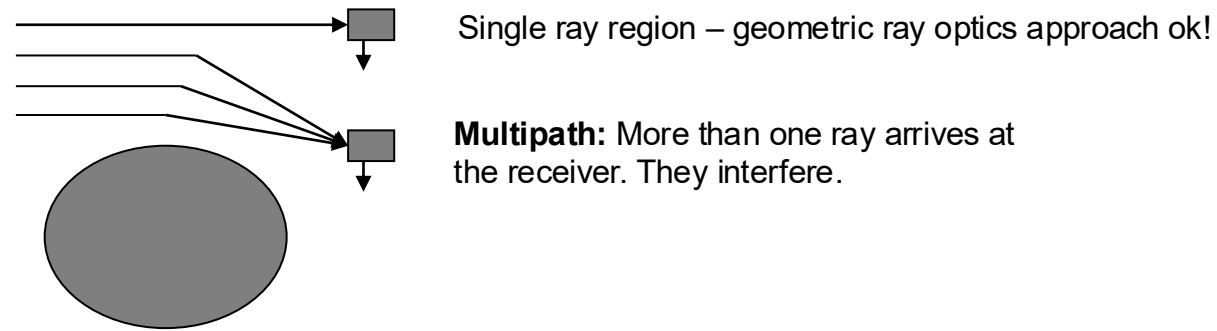 Single ray region – geometric ray optics approach ok!
Multipath: More than one ray arrives at
the receiver. They interfere.